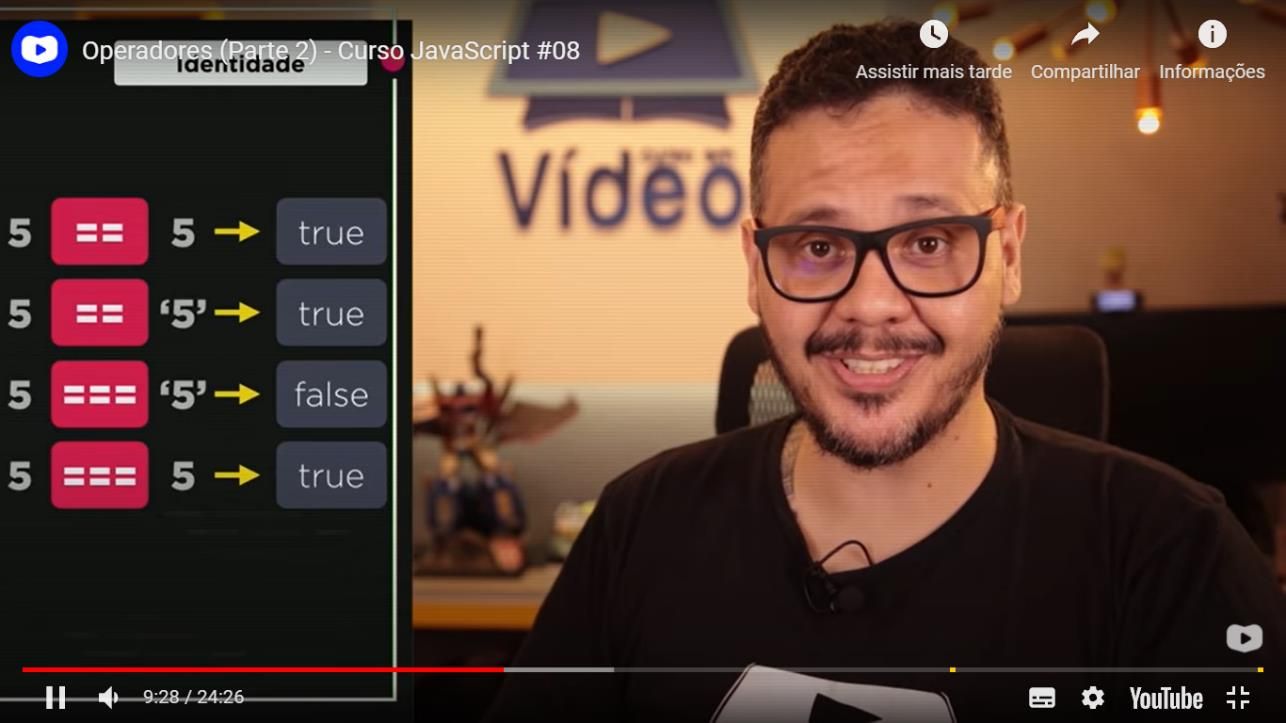 Operadores (Parte 2) - Curso JavaScript #08
Assistir mais tarde
Compartilhar
Informações
Identidade
Vídeo
5 == 5 → true
5 == ‘5’ → true
5 === ‘5’ → false
5 === 5 → true
9:28 / 24:26
YouTube